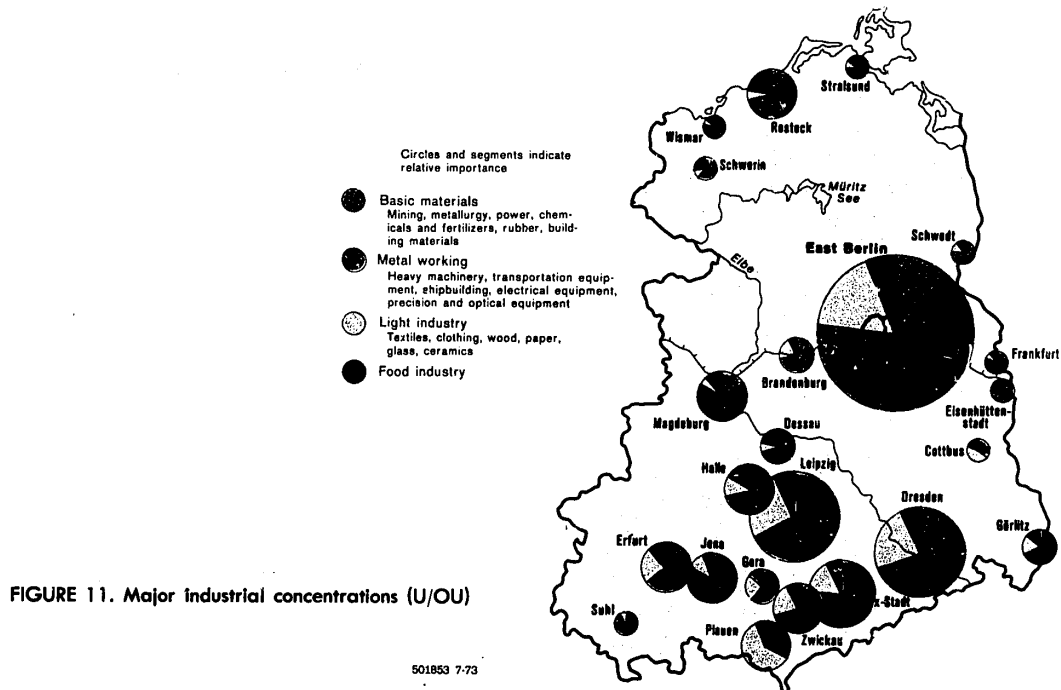 Circles and segments indicate
relative importance
Basic materials
Mining, metallurgy, power, chem-
icals and fertilizers, rubber, build-
ing materials
Metal working
Heavy machinery, transportation equip-
ment, shipbuilding, electrical equipment,
precision and optical equipment
Light industry
Textiles, clothing, wood, paper,
glass, ceramics
Food industry
Stralsund
Rostock
Wismar
Schwerin
Müritz
See
Schwedt
East Berlin
Elbe
Frankfurt
Brandenburg
Eisenhütten-
stadt
Magdeburg
Dessau
Cottbus
Halle
Leipzig
Dresden
Görlitz
Erfurt
Jena
Gera
x-Stadt
Suhl
Zwickau
Plauen
FIGURE 11. Major industrial concentrations (U/OU)
501853 7-73